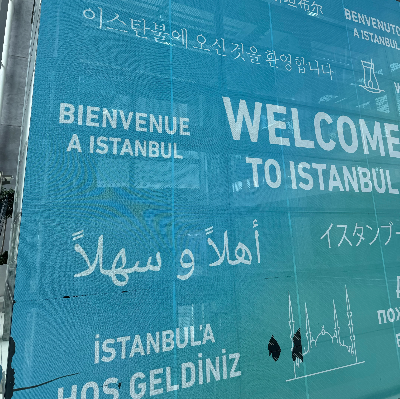 이스탄불에 오신 것을 환영합니다
BENVENUTO
A ISTANBUL
BIENVENUE
A ISTANBUL
WELCOME
TO ISTANBUL
أهلاً و سهلاً
イスタンブー
İSTANBUL'A
HOŞ GELDİNİZ